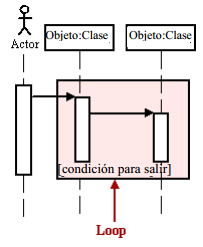 Actor
Objeto:Clase
Objeto:Clase
[condición para salir]
Loop